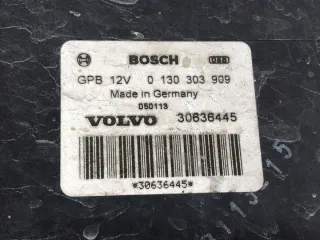 BOSCH
GPB 12V 0 130 303 909
Made in Germany
050113
VOLVO 30636445
*30636445*